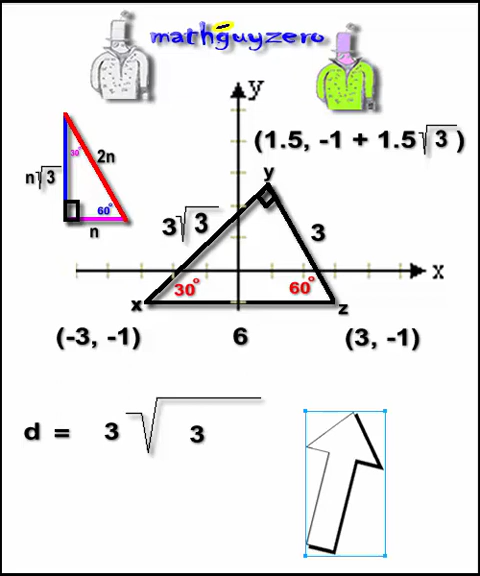 mathguyzero
y
(1.5, -1 + 1.5√3)
30°
2n
n√3
60°
n
y
3√3
3
x
30°
60°
x
z
(-3, -1)
6
(3, -1)
d = 3√3